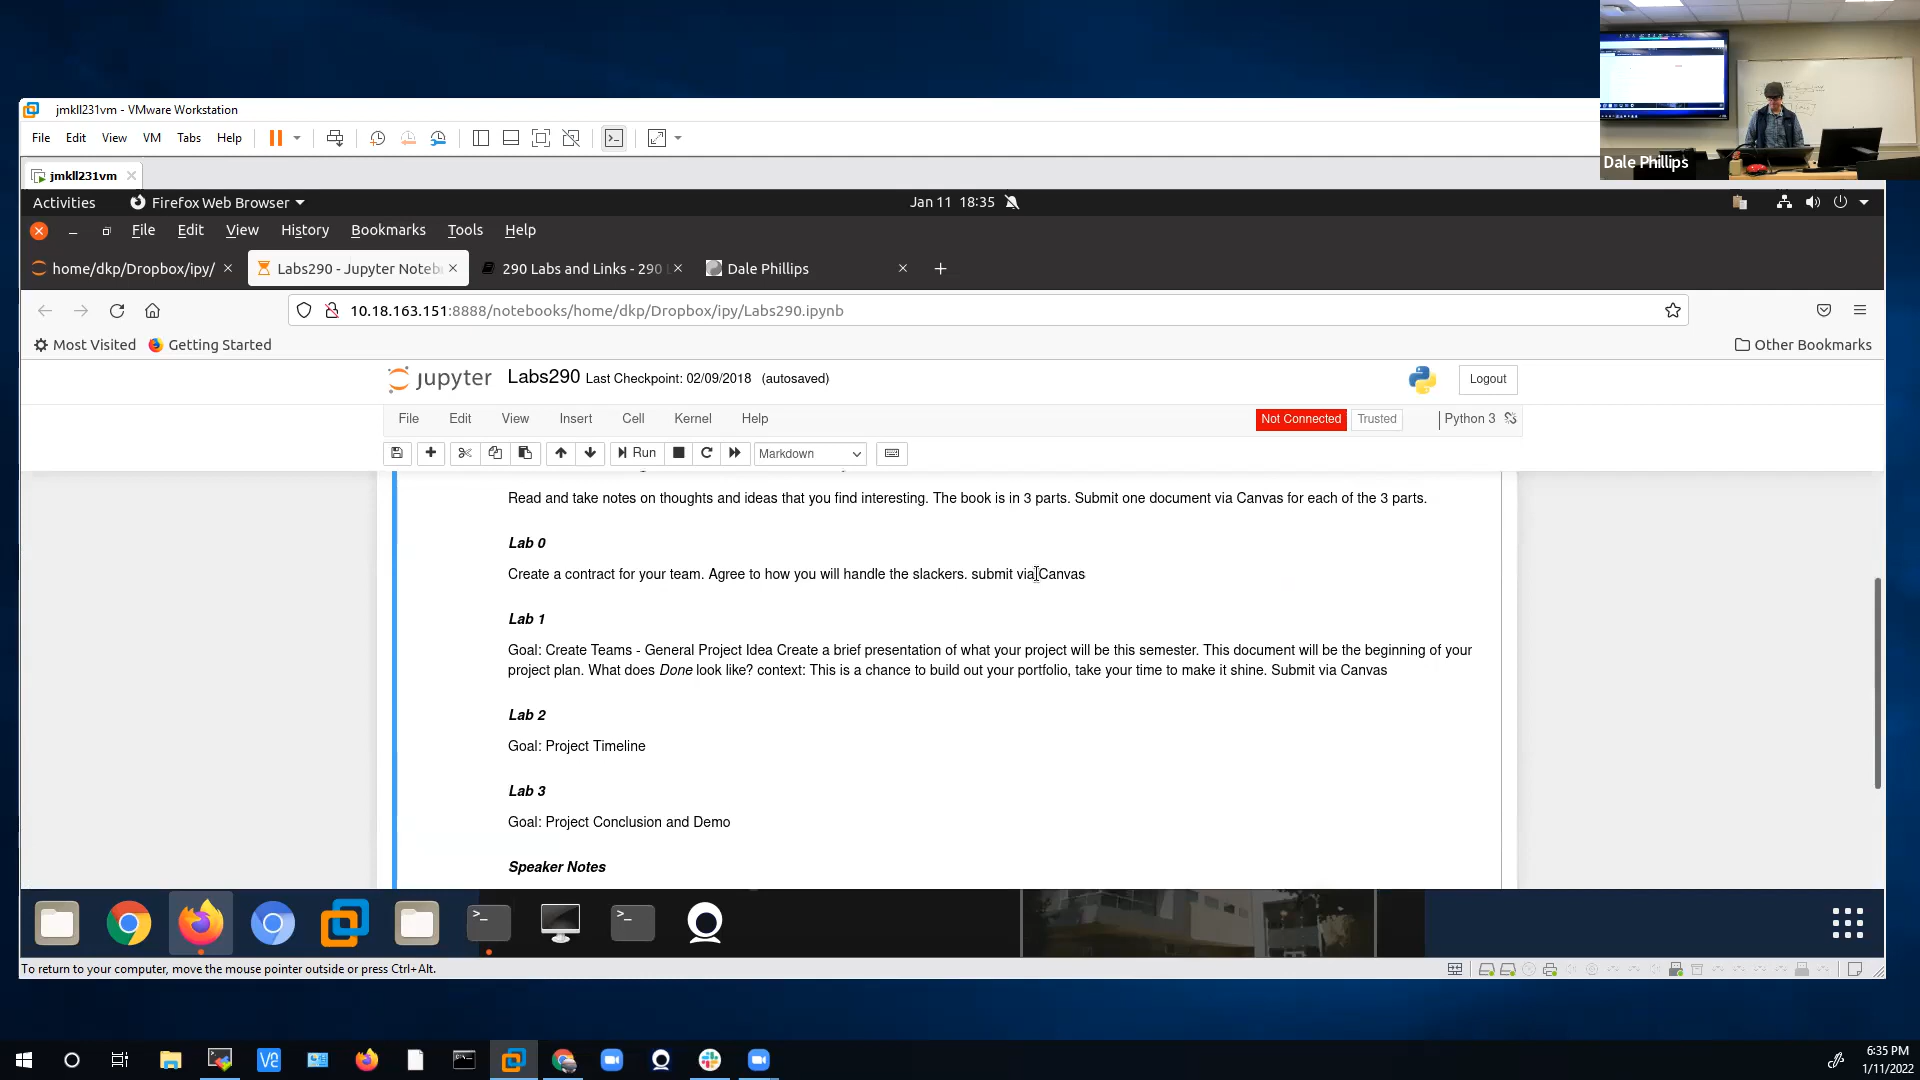 Dale Phillips
jmkll231vm - VMware Workstation
File Edit View VM Tabs Help
jmkll231vm
Activities Firefox Web Browser Jan 11 18:35
File Edit View History Bookmarks Tools Help
home/dkp/Dropbox/ipy/ Labs290 - Jupyter Noteb 290 Labs and Links - 290 Dale Phillips
10.18.163.151:8888/notebooks/home/dkp/Dropbox/ipy/Labs290.ipynb
Most Visited Getting Started Other Bookmarks
jupyter Labs290 Last Checkpoint: 02/09/2018 (autosaved) Logout
File Edit View Insert Cell Kernel Help Not Connected Trusted Python 3
Run Markdown
Read and take notes on thoughts and ideas that you find interesting. The book is in 3 parts. Submit one document via Canvas for each of the 3 parts.
Lab 0
Create a contract for your team. Agree to how you will handle the slackers. submit via Canvas
Lab 1
Goal: Create Teams - General Project Idea Create a brief presentation of what your project will be this semester. This document will be the beginning of your
project plan. What does Done look like? context: This is a chance to build out your portfolio, take your time to make it shine. Submit via Canvas
Lab 2
Goal: Project Timeline
Lab 3
Goal: Project Conclusion and Demo
Speaker Notes
To return to your computer, move the mouse pointer outside or press Ctrl+Alt.
6:35 PM
1/11/2022